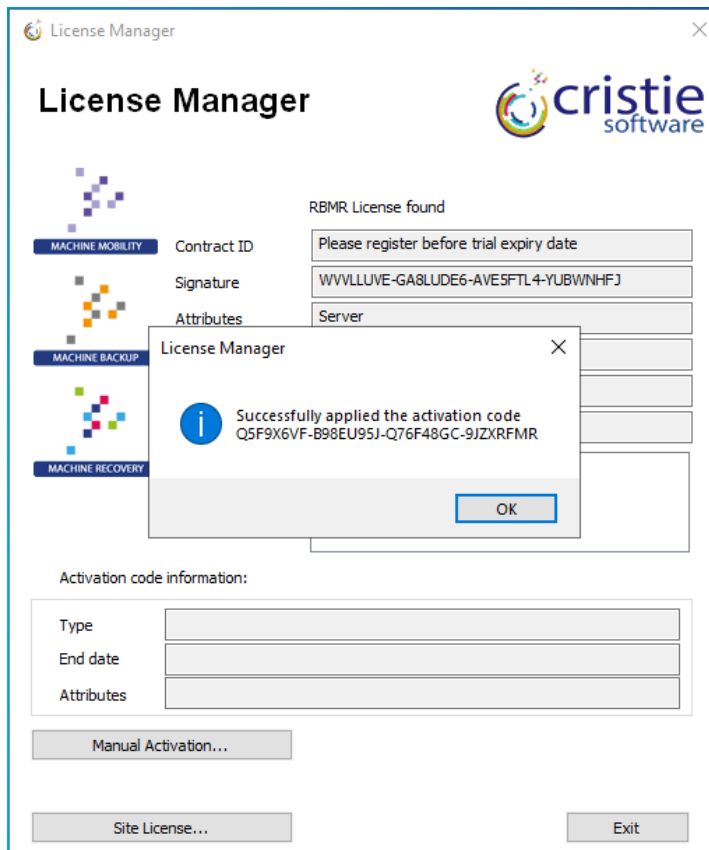 License Manager
License Manager
cristie
software
RBMR License found
MACHINE MOBILITY
Contract ID
Please register before trial expiry date
Signature
WVVLLUVE-GA8LUDE6-AVE5FTL4-YUBWNHFJ
Attributes
Server
MACHINE BACKUP
License Manager
Successfully applied the activation code
Q5F9X6VF-B98EU95J-Q76F48GC-9JZXRFMR
MACHINE RECOVERY
OK
Activation code information:
Type
End date
Attributes
Manual Activation...
Site License...
Exit